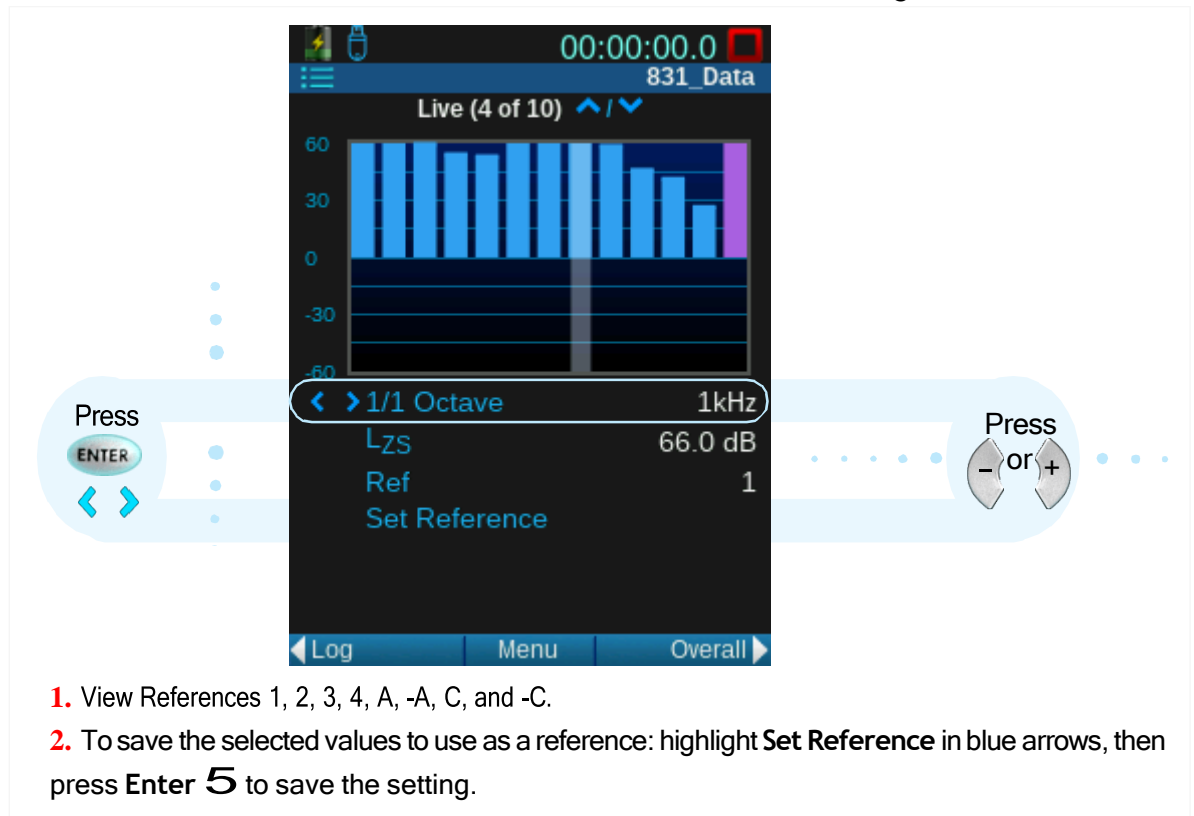 00:00:00.0
831_Data
Live (4 of 10) /
60
30
0
-30
-60
1/1 Octave 1kHz
LZS 66.0 dB
Ref 1
Set Reference
Log Menu Overall
Press
ENTER
Press
- or +
1. View References 1, 2, 3, 4, A, -A, C, and -C.
2. To save the selected values to use as a reference: highlight Set Reference in blue arrows, then
press Enter 5 to save the setting.